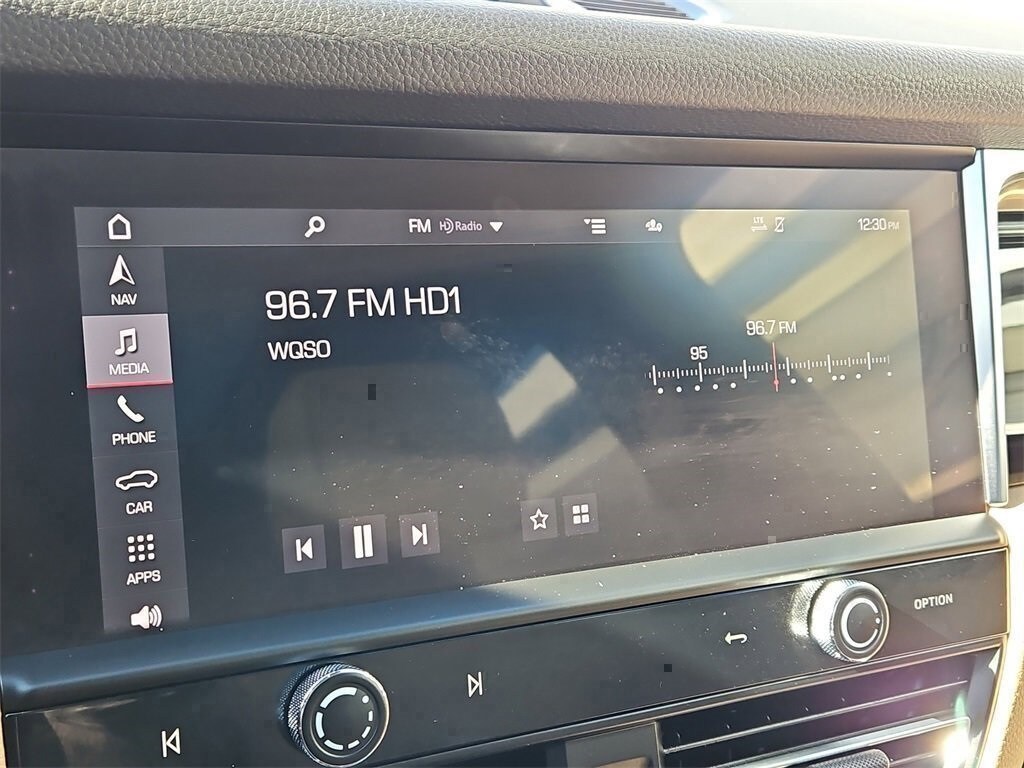 FM HD Radio
12:30 PM
NAV
MEDIA
PHONE
CAR
APPS
96.7 FM HD1
WQSO
96.7 FM
95
LTE
OPTION